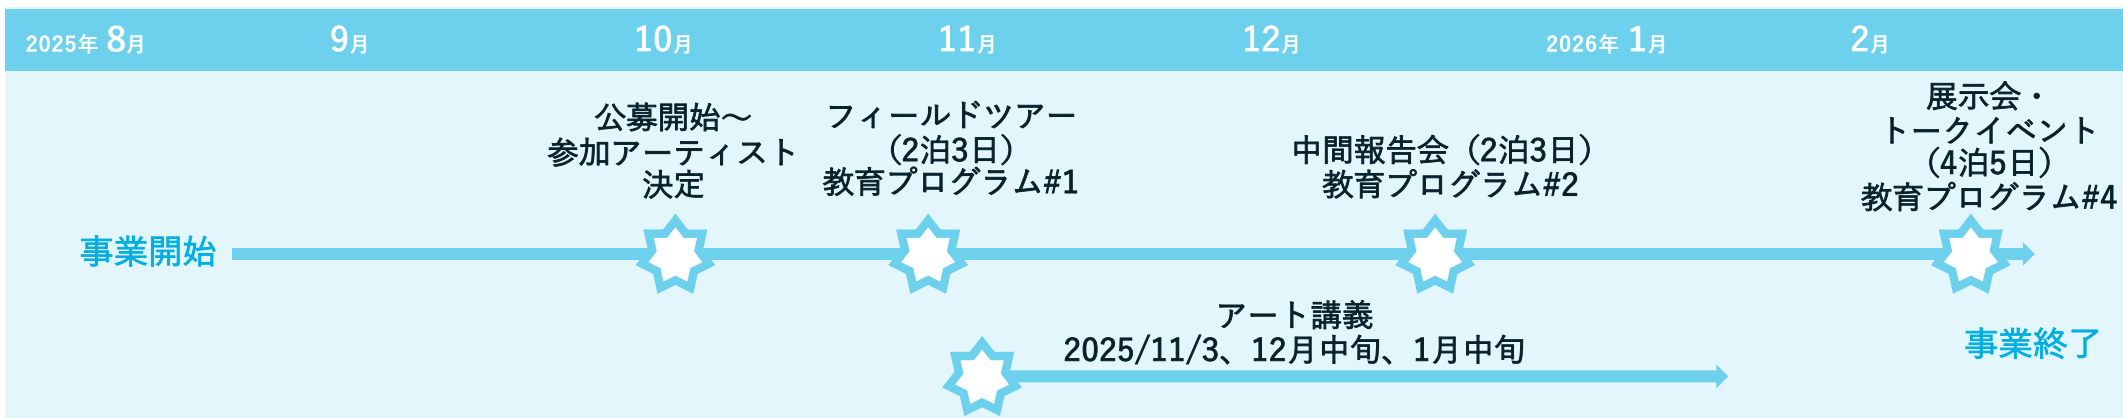 2025年 8月 9月 10月 11月 12月 2026年 1月 2月
公募開始～
参加アーティスト
決定
フィールドツアー
（2泊3日）
教育プログラム#1
中間報告会（2泊3日）
教育プログラム#2
展示会・
トークイベント
（4泊5日）
教育プログラム#4
事業開始
アート講義
2025/11/3、12月中旬、1月中旬
事業終了